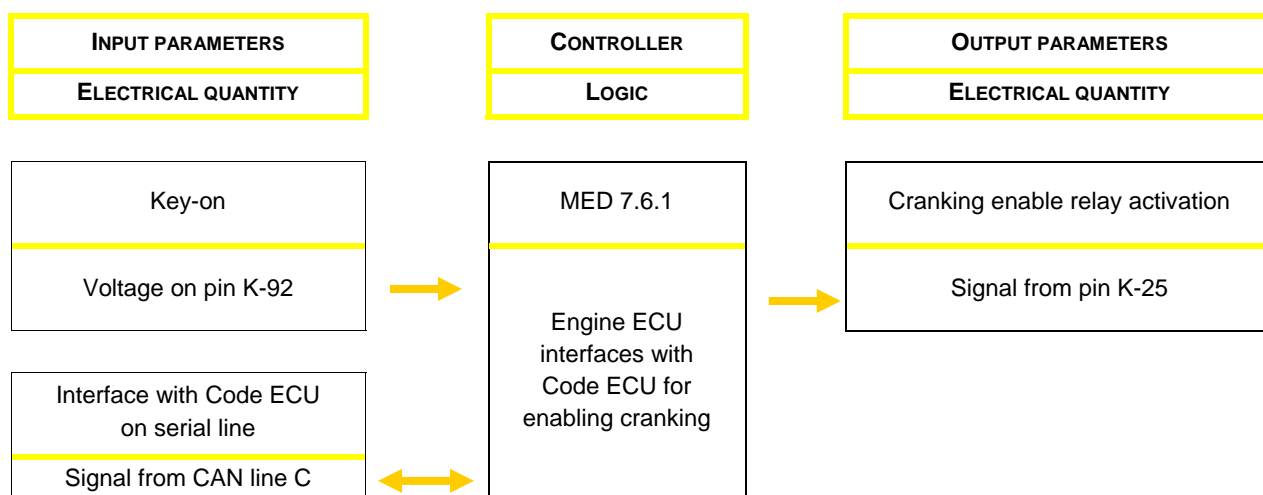 INPUT PARAMETERS
ELECTRICAL QUANTITY
CONTROLLER
LOGIC
OUTPUT PARAMETERS
ELECTRICAL QUANTITY
Key-on
Voltage on pin K-92
Interface with Code ECU
on serial line
Signal from CAN line C
MED 7.6.1
Engine ECU
interfaces with
Code ECU for
enabling cranking
Cranking enable relay activation
Signal from pin K-25